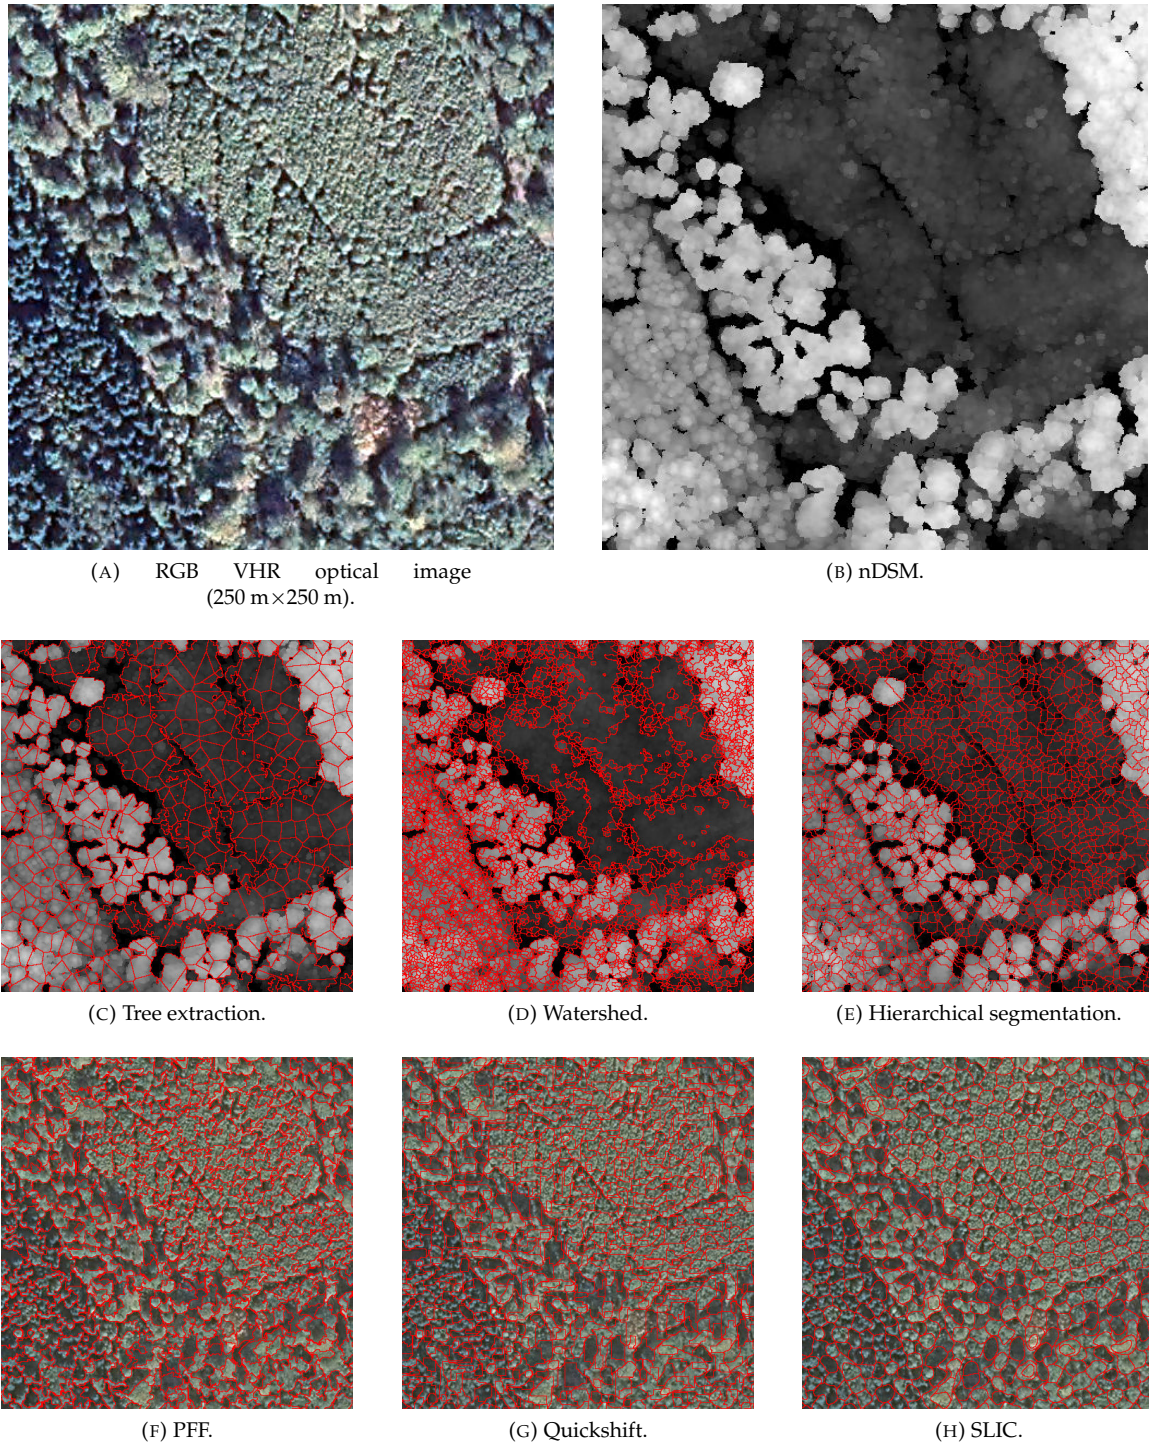 (A) RGB VHR optical image
(250 m×250 m).
(B) nDSM.
(C) Tree extraction.
(D) Watershed.
(E) Hierarchical segmentation.
(F) PFF.
(G) Quickshift.
(H) SLIC.